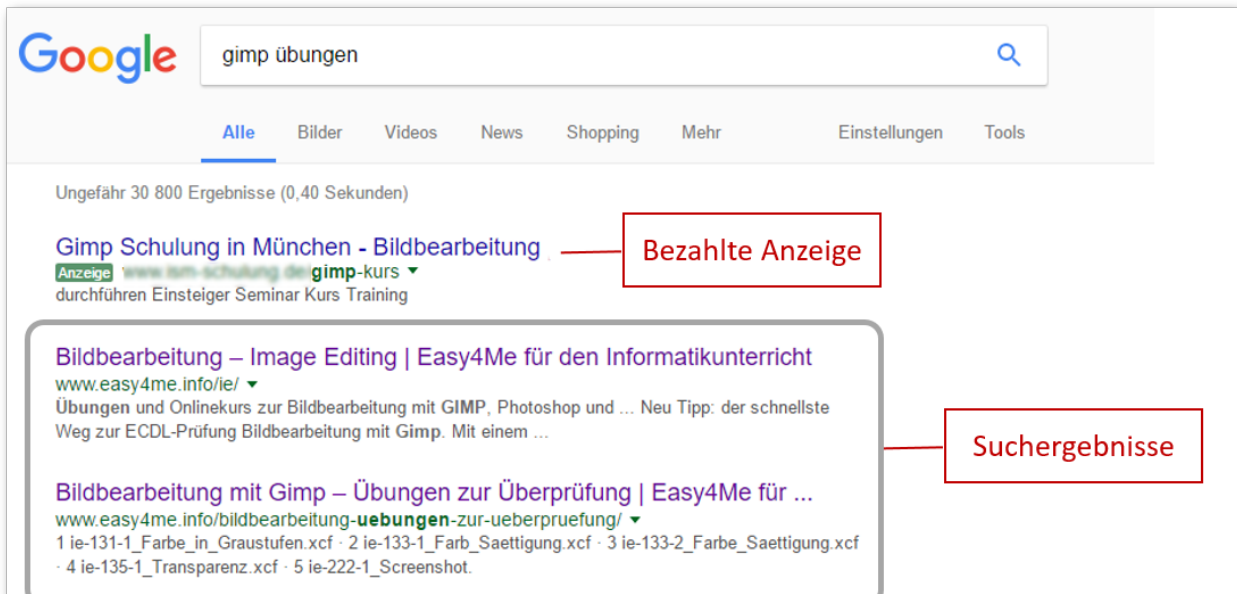 Google
gimp übungen
Alle Bilder Videos News Shopping Mehr Einstellungen Tools
Ungefähr 30 800 Ergebnisse (0,40 Sekunden)
Gimp Schulung in München - Bildbearbeitung
Bezahlte Anzeige
Anzeige gimp-kurs
durchführen Einsteiger Seminar Kurs Training
Bildbearbeitung – Image Editing | Easy4Me für den Informatikunterricht
www.easy4me.info/ie/
Übungen und Onlinekurs zur Bildbearbeitung mit GIMP, Photoshop und ... Neu Tipp: der schnellste
Weg zur ECDL-Prüfung Bildbearbeitung mit Gimp. Mit einem ...
Suchergebnisse
Bildbearbeitung mit Gimp – Übungen zur Überprüfung | Easy4Me für ...
www.easy4me.info/bildbearbeitung-uebungen-zur-ueberpruefung/
1 ie-131-1_Farbe_in_Graustufen.xcf · 2 ie-133-1_Farb_Saettigung.xcf · 3 ie-133-2_Farbe_Saettigung.xcf
· 4 ie-135-1_Transparenz.xcf · 5 ie-222-1_Screenshot.